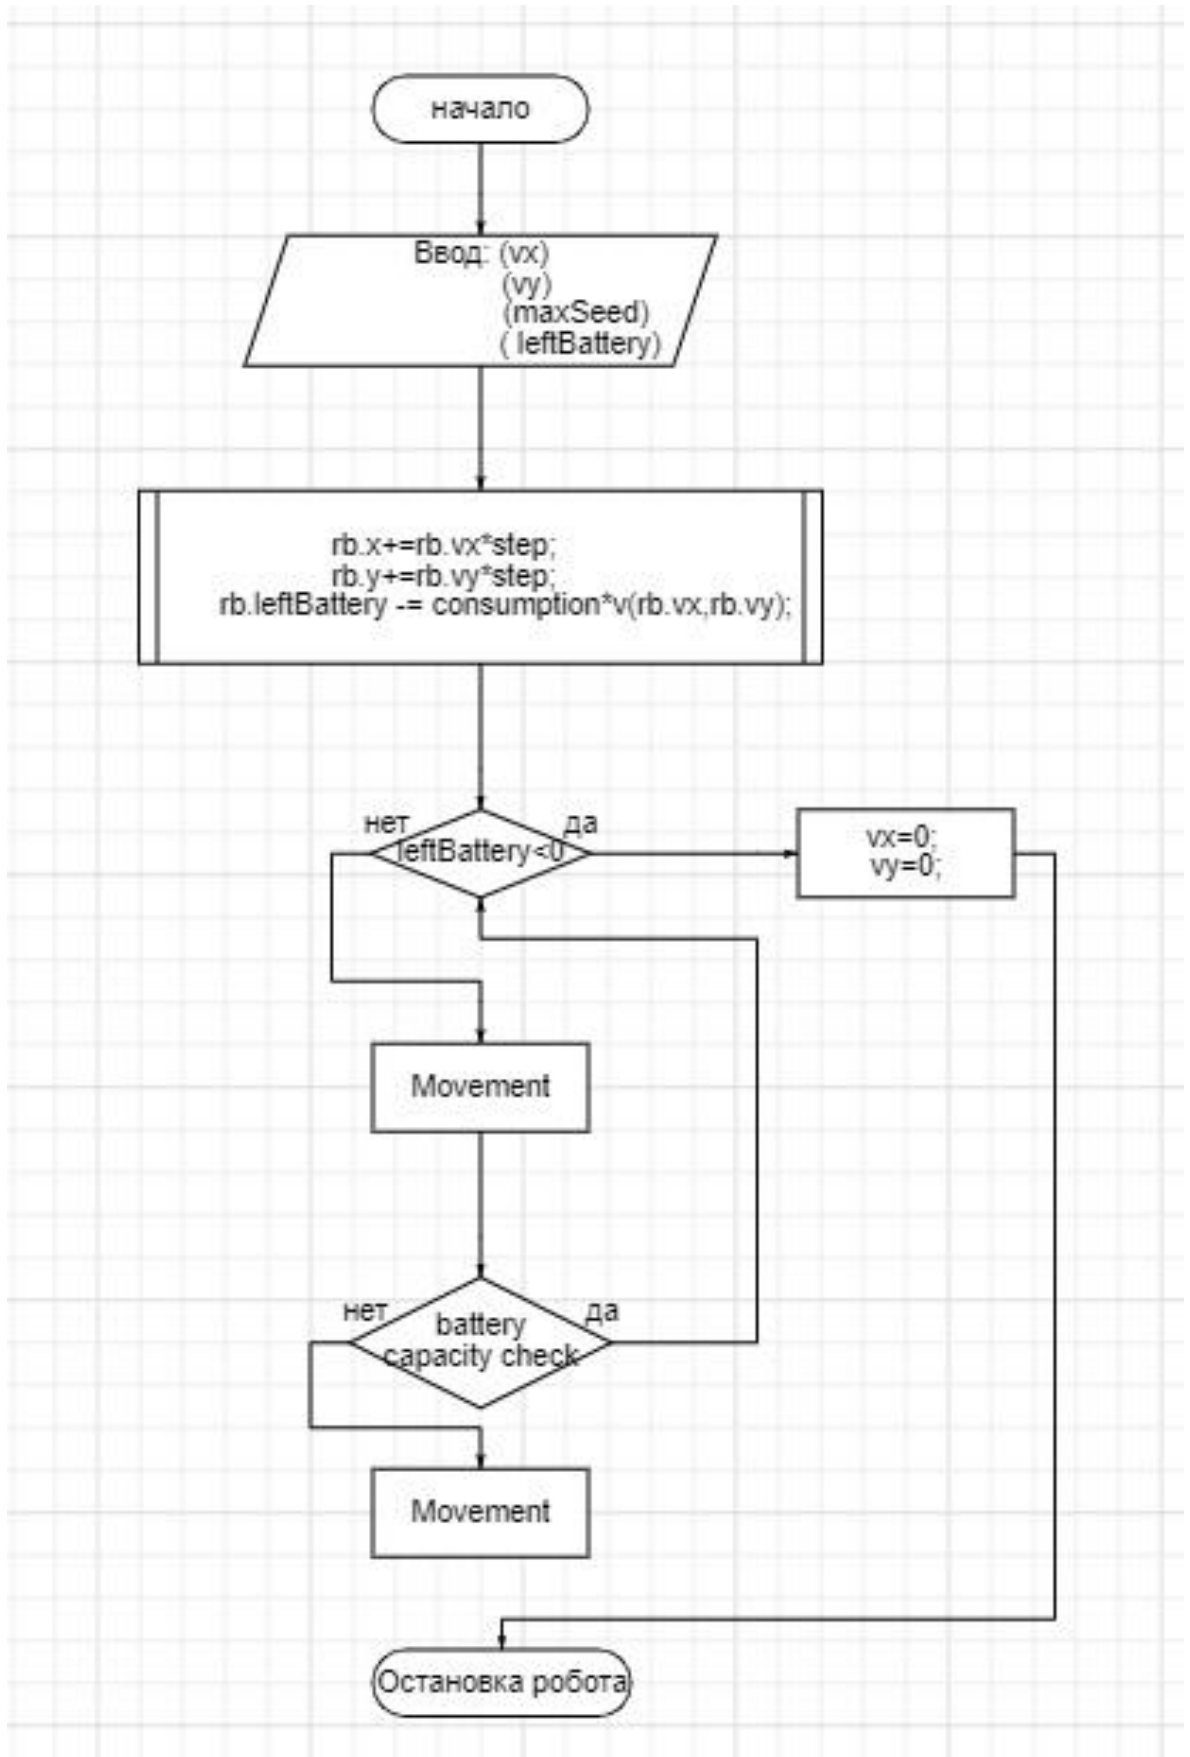 начало
Ввод: (vx)
(vy)
(maxSeed)
( leftBattery)
rb.x+=rb.vx*step;
rb.y+=rb.vy*step;
rb.leftBattery -= consumption*v(rb.vx,rb.vy);
нет
да
leftBattery<0
vx=0;
vy=0;
Movement
нет
да
battery
capacity check
Movement
Остановка робота